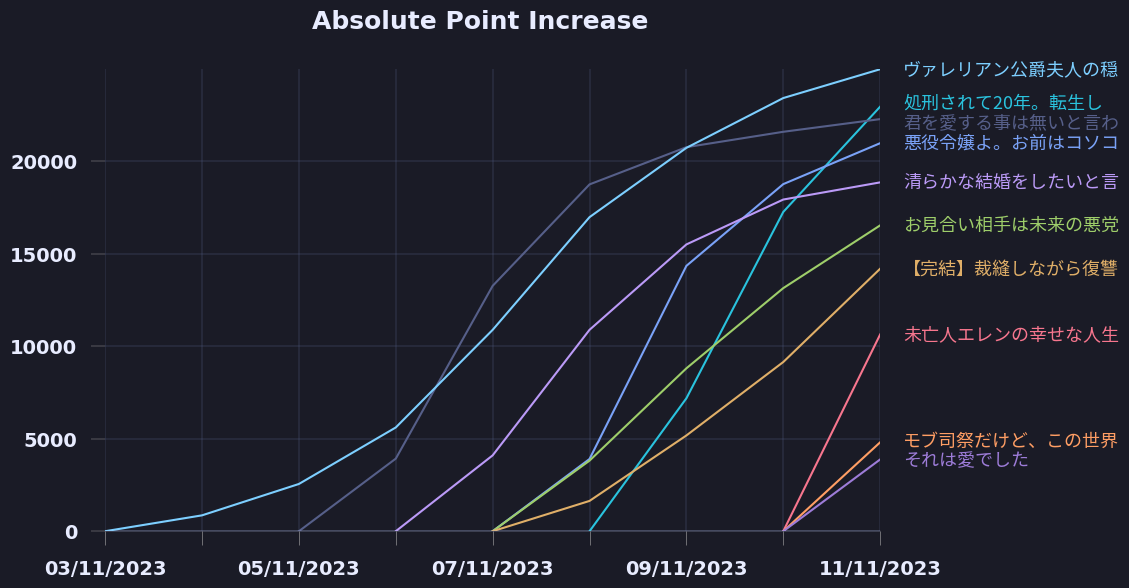 Absolute Point Increase
ヴァレリアン公爵夫人の穏
処刑されて20年。転生し
君を愛する事は無いと言わ
悪役令嬢よ。お前はコソコ
20000
清らかな結婚をしたいと言
お見合い相手は未来の悪党
15000
【完結】裁縫しながら復讐
10000
未亡人エレンの幸せな人生
5000
モブ司祭だけど、この世界
それは愛でした
0
03/11/2023
05/11/2023
07/11/2023
09/11/2023
11/11/2023